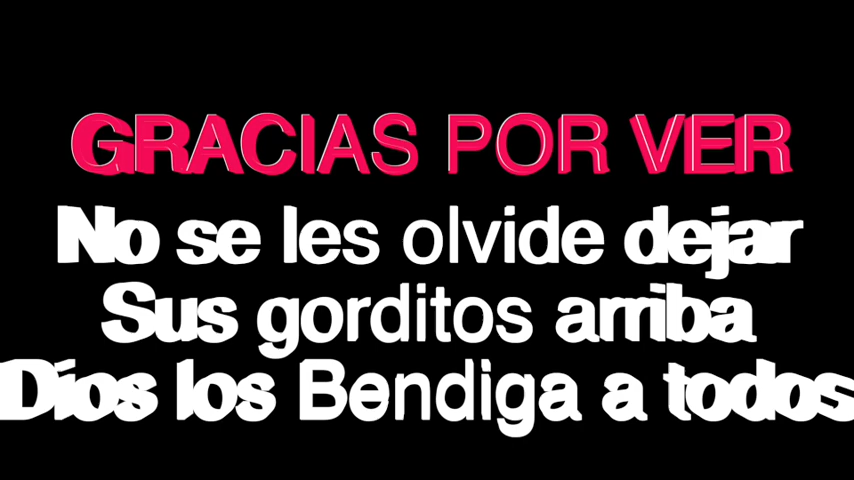 GRACIAS POR VER
No se les olvide dejar
Sus gorditos arriba
Dios los Bendiga a todos